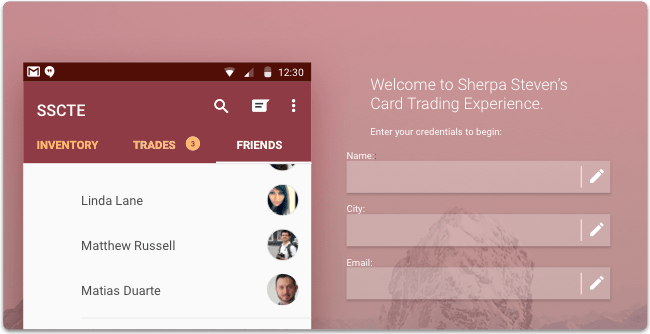 12:30
SSCTE
INVENTORY TRADES 3 FRIENDS
Linda Lane
Matthew Russell
Matias Duarte
Welcome to Sherpa Steven's
Card Trading Experience.
Enter your credentials to begin:
Name:
City:
Email: